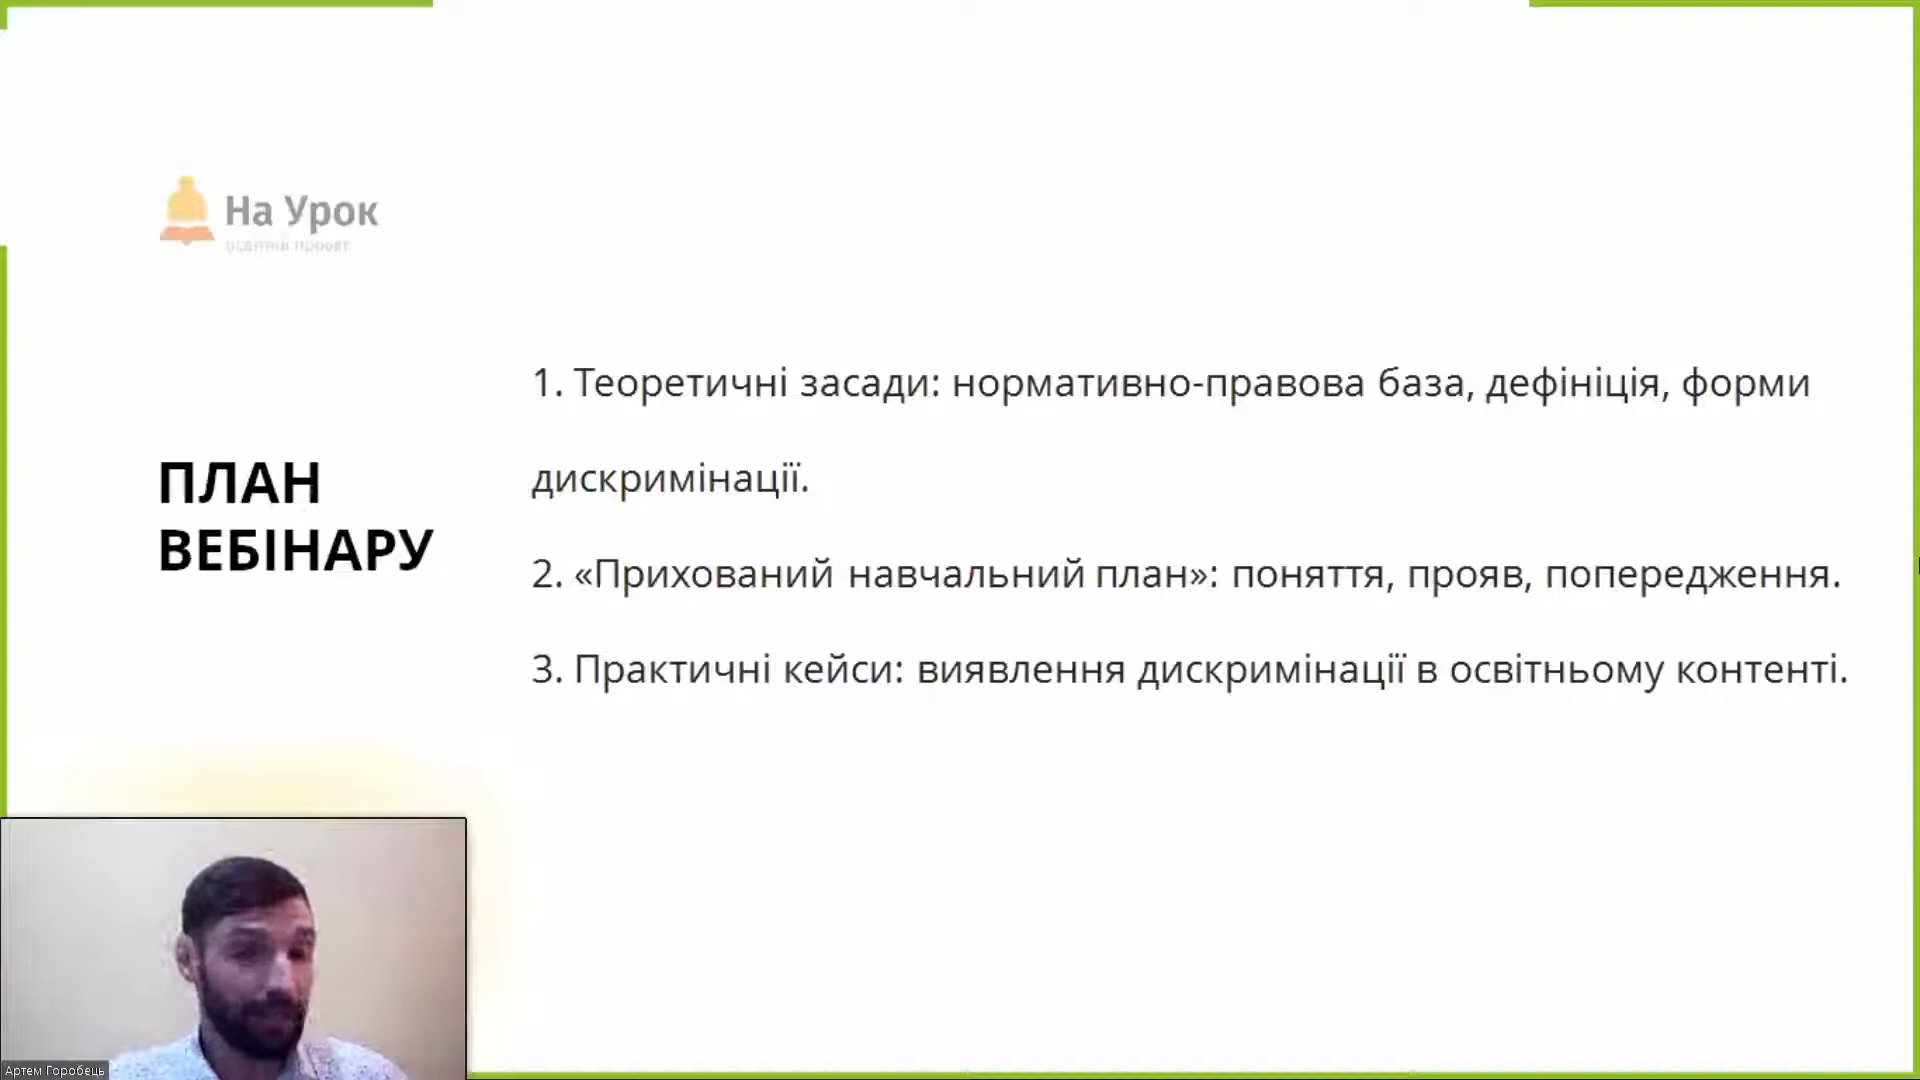 На Урок
освітній проект
ПЛАН
ВЕБІНАРУ
1. Теоретичні засади: нормативно-правова база, дефініція, форми
дискримінації.
2. «Прихований навчальний план»: поняття, прояв, попередження.
3. Практичні кейси: виявлення дискримінації в освітньому контенті.
Артем Горобець